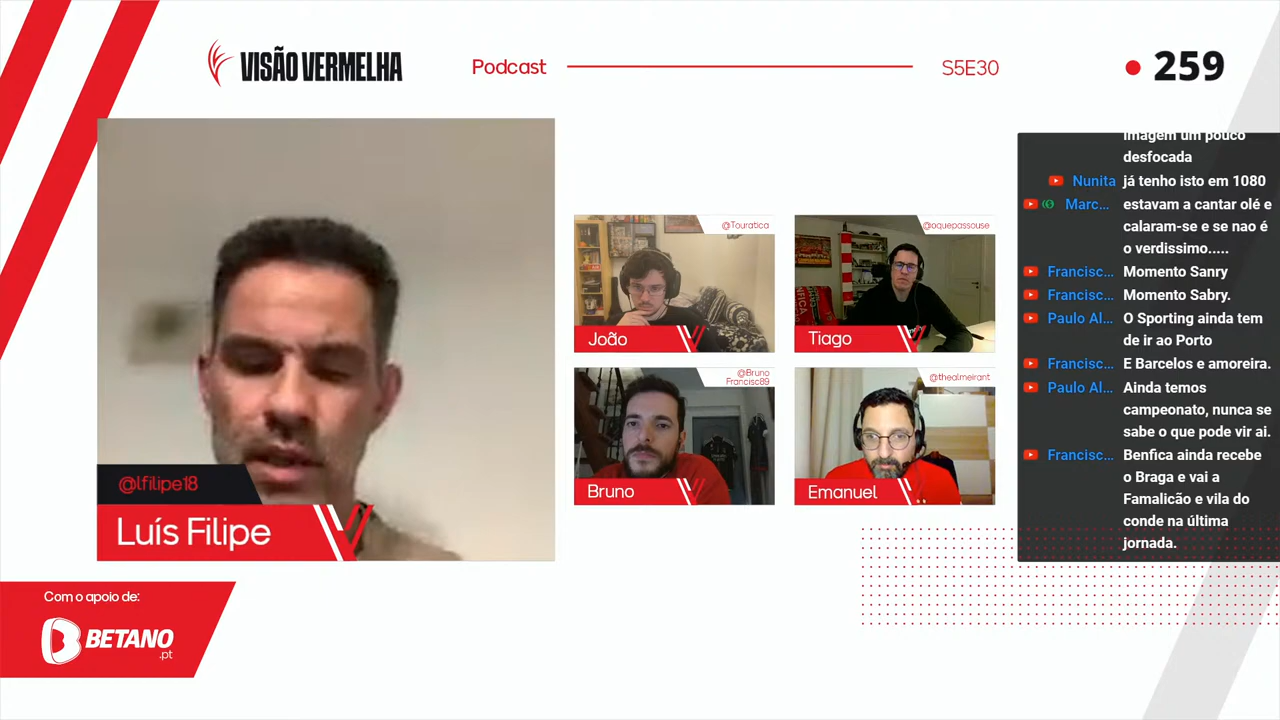 VISÃO VERMELHA
Podcast
S5E30
259
@lfilipe18
Luís Filipe
@Touratica
João
@oquepassouse
Tiago
@Bruno
Francisc89
Bruno
@thealmeirant
Emanuel
imagem um pouco
desfocada
Nunita já tenho isto em 1080
Marc... estavam a cantar olé e
calaram-se e se nao é
o verdissimo.....
Francisc... Momento Sanry
Francisc... Momento Sabry.
Paulo Al... O Sporting ainda tem
de ir ao Porto
Francisc... E Barcelos e amoreira.
Paulo Al... Ainda temos
campeonato, nunca se
sabe o que pode vir ai.
Francisc... Benfica ainda recebe
o Braga e vai a
Famalicão e vila do
conde na última
jornada.
Com o apoio de:
BETANO
.pt